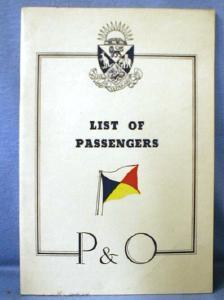 LIST OF
PASSENGERS
P & O